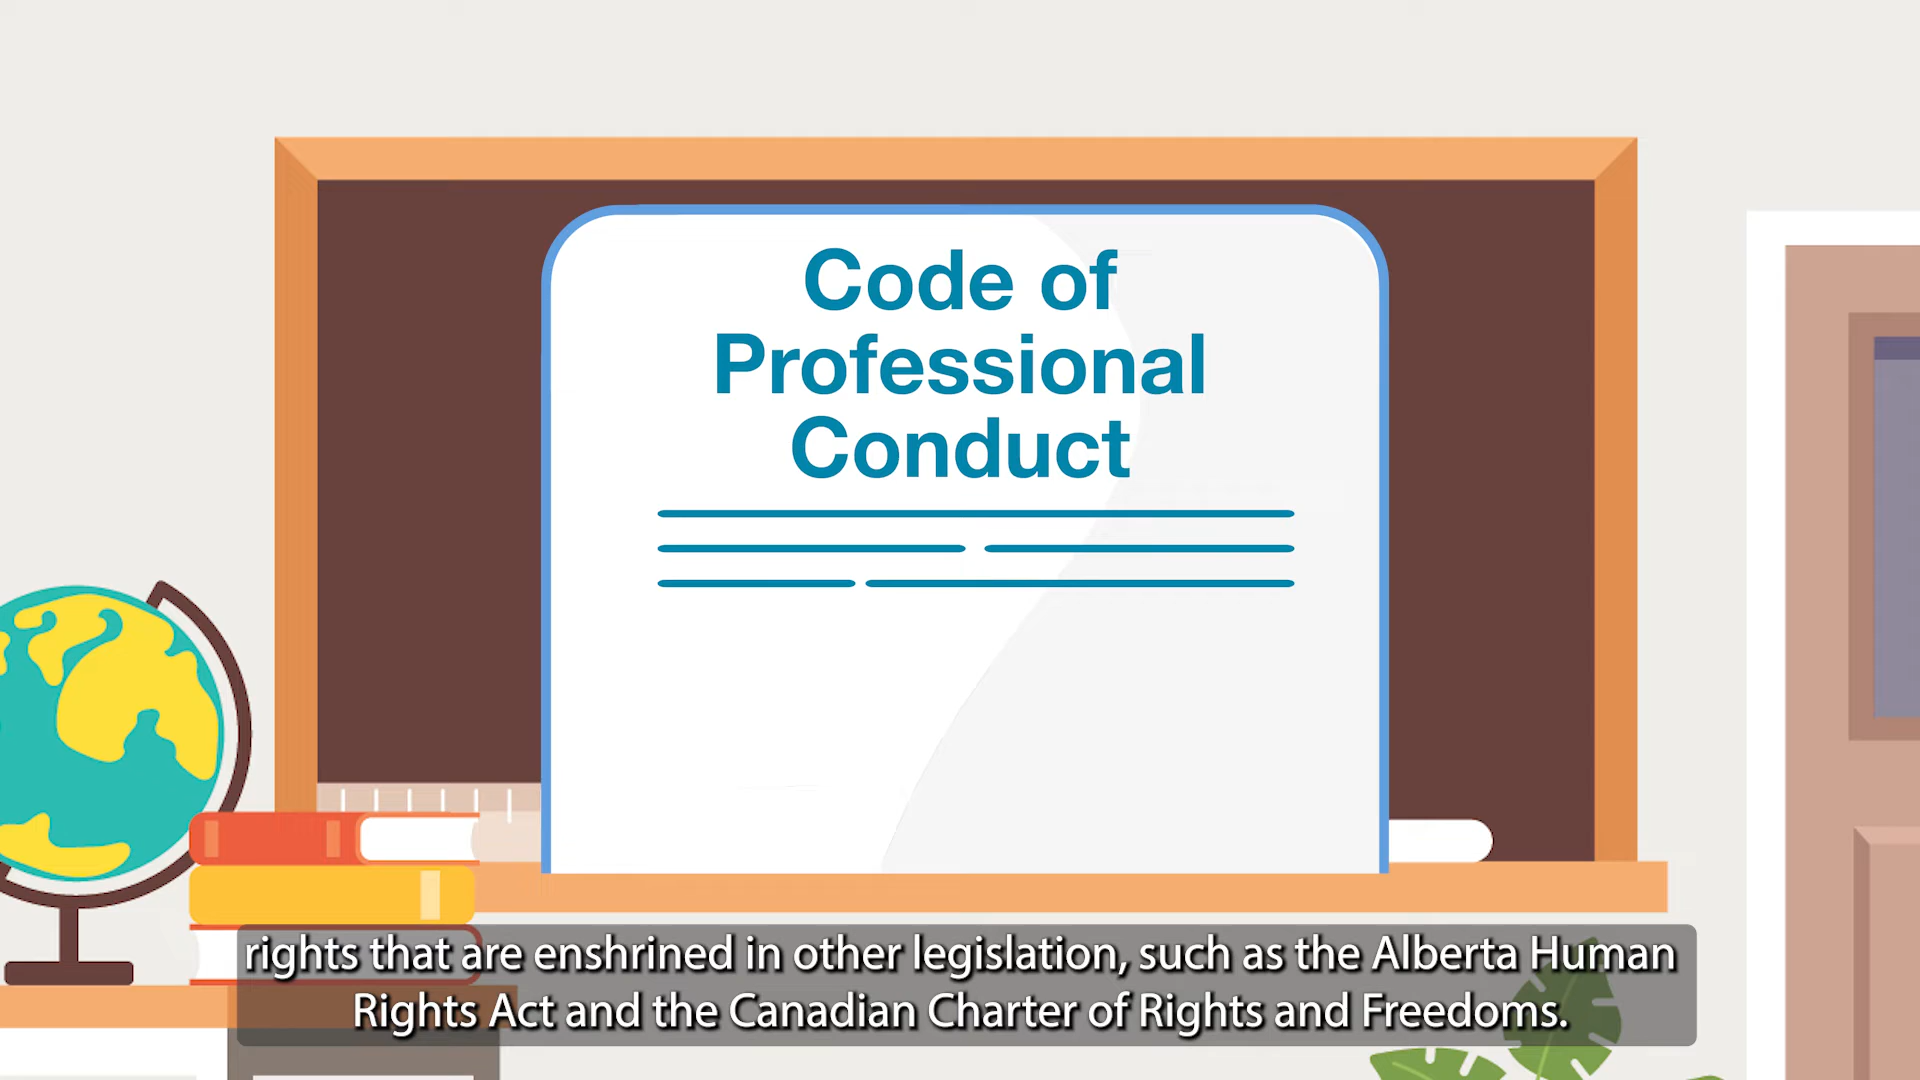 Code of
Professional
Conduct
rights that are enshrined in other legislation, such as the Alberta Human
Rights Act and the Canadian Charter of Rights and Freedoms.